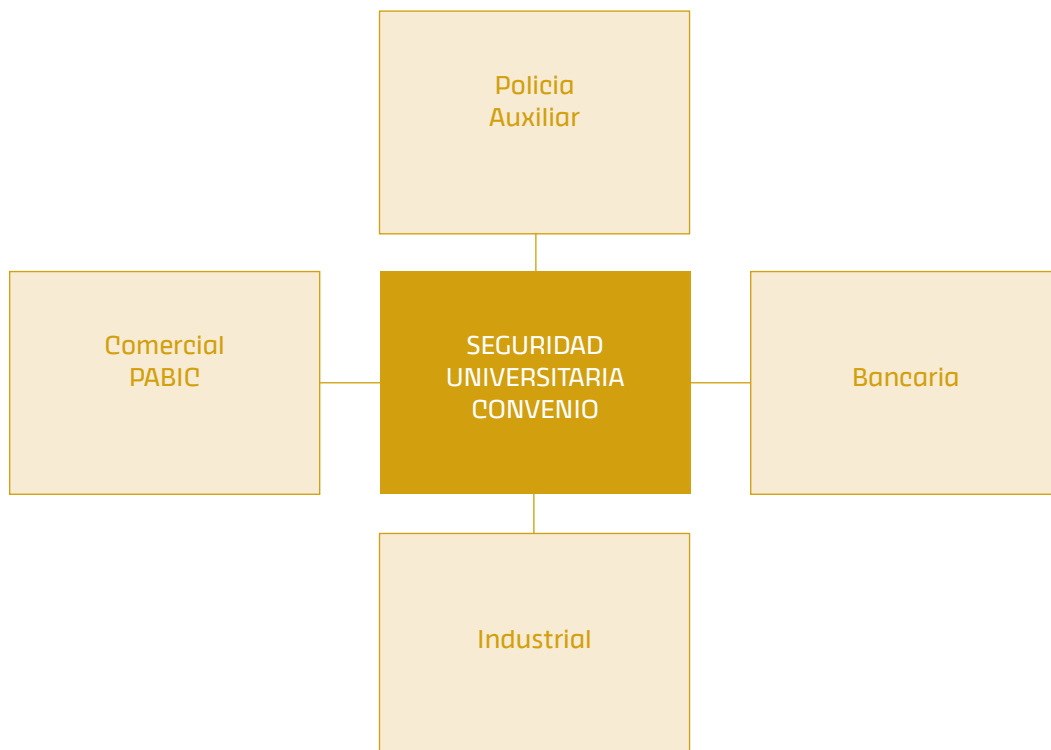 Policia
Auxiliar
Comercial
PABIC
SEGURIDAD
UNIVERSITARIA
CONVENIO
Bancaria
Industrial